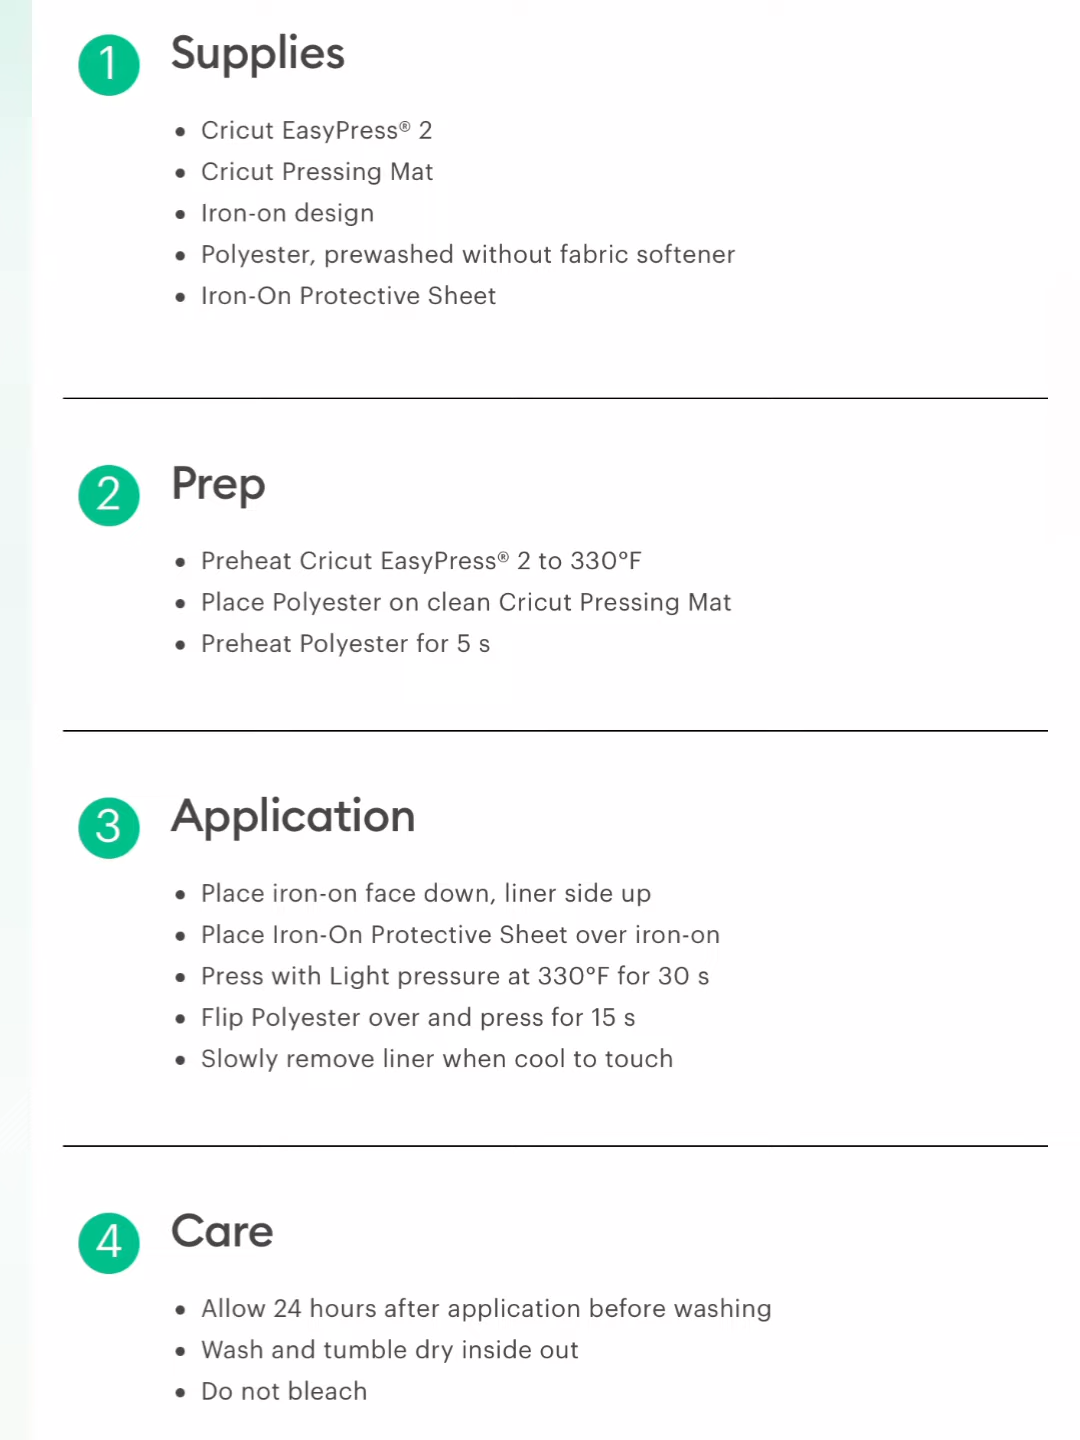 1 Supplies
• Cricut EasyPress® 2
• Cricut Pressing Mat
• Iron-on design
• Polyester, prewashed without fabric softener
• Iron-On Protective Sheet
2 Prep
• Preheat Cricut EasyPress® 2 to 330°F
• Place Polyester on clean Cricut Pressing Mat
• Preheat Polyester for 5 s
3 Application
• Place iron-on face down, liner side up
• Place Iron-On Protective Sheet over iron-on
• Press with Light pressure at 330°F for 30 s
• Flip Polyester over and press for 15 s
• Slowly remove liner when cool to touch
4 Care
• Allow 24 hours after application before washing
• Wash and tumble dry inside out
• Do not bleach